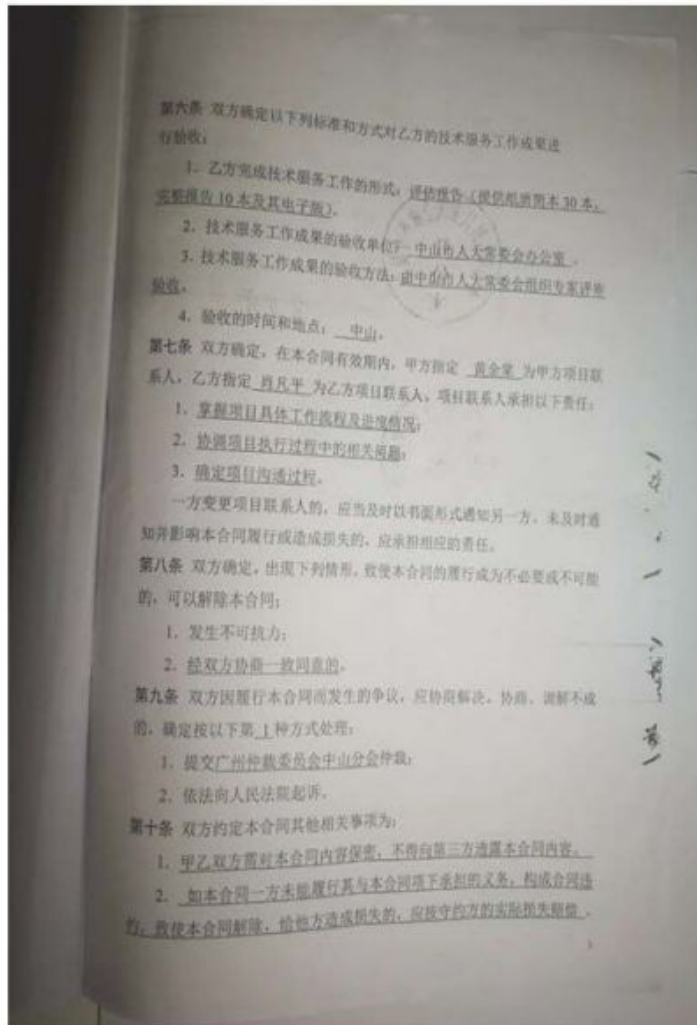 第六条 双方确定以下列标准和方式对乙方的技术服务工作成果进
行验收:
1. 乙方完成技术服务工作的形式: 评估报告(提供纸质简本30本,
完整报告10本及其电子版)。
2. 技术服务工作成果的验收单位: 中山市人大常委会办公室 。
3. 技术服务工作成果的验收方法: 由中山市人大常委会组织专家评审
验收。
4. 验收的时间和地点: 中山。
第七条 双方确定, 在本合同有效期内, 甲方指定 黄金 为甲方项目联
系人, 乙方指定 肖凡平 为乙方项目联系人。项目联系人承担以下责任:
1. 掌握项目具体工作流程及进度情况;
2. 协调项目执行过程中的相关问题;
3. 确定项目沟通过程。
一方变更项目联系人的, 应当及时以书面形式通知另一方。未及时通
知并影响本合同履行或造成损失的, 应承担相应的责任。
第八条 双方确定, 出现下列情形, 致使本合同的履行成为不必要或不可能
的, 可以解除本合同:
1. 发生不可抗力;
2. 经双方协商一致同意的。
第九条 双方因履行本合同而发生的争议, 应协商解决。协商、调解不成
的, 确定按以下第 1 种方式处理:
1. 提交广州仲裁委员会中山分会仲裁;
2. 依法向人民法院起诉。
第十条 双方约定本合同其他相关事项为:
1. 甲乙双方需对本合同内容保密, 不得向第三方透露本合同内容。
2. 如本合同一方未能履行其与本合同项下承担的义务, 构成合同违
约, 致使本合同解除, 给他方造成损失的, 应按守约方的实际损失赔偿 。